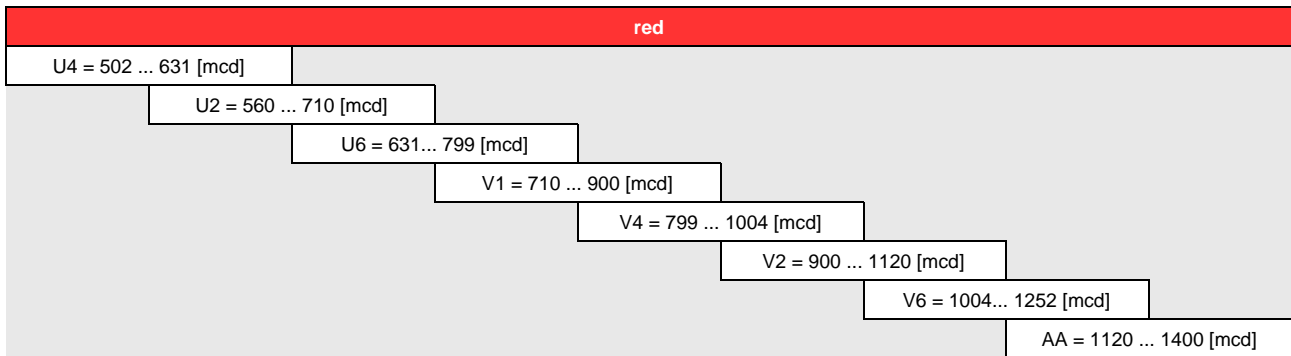 red
U4 = 502 ... 631 [mcd]
U2 = 560 ... 710 [mcd]
U6 = 631... 799 [mcd]
V1 = 710 ... 900 [mcd]
V4 = 799 ... 1004 [mcd]
V2 = 900 ... 1120 [mcd]
V6 = 1004... 1252 [mcd]
AA = 1120 ... 1400 [mcd]